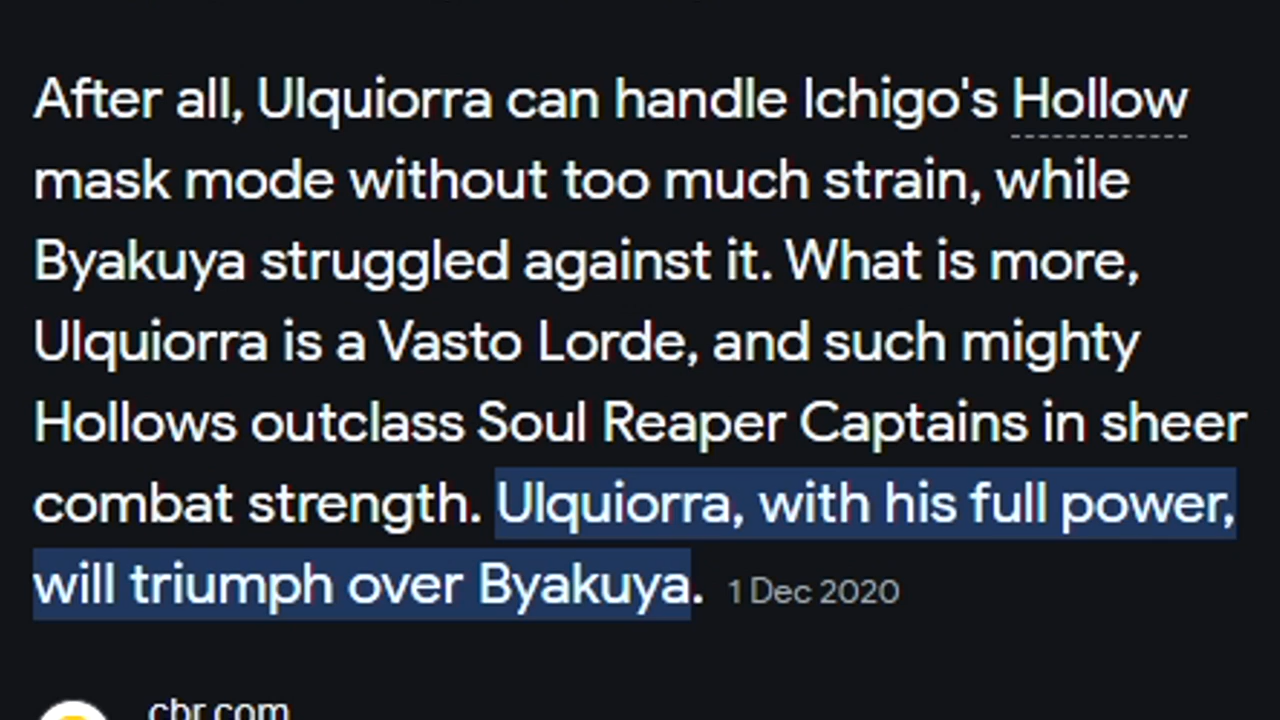 After all, Ulquiorra can handle Ichigo's Hollow
mask mode without too much strain, while
Byakuya struggled against it. What is more,
Ulquiorra is a Vasto Lorde, and such mighty
Hollows outclass Soul Reaper Captains in sheer
combat strength. Ulquiorra, with his full power,
will triumph over Byakuya. 1 Dec 2020
cbr.com